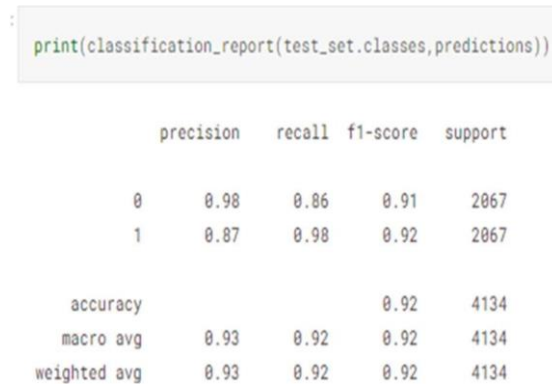 print(classification_report(test_set.classes,predictions))
precision recall f1-score support
0 0.98 0.86 0.91 2067
1 0.87 0.98 0.92 2067
accuracy 0.92 4134
macro avg 0.93 0.92 0.92 4134
weighted avg 0.93 0.92 0.92 4134